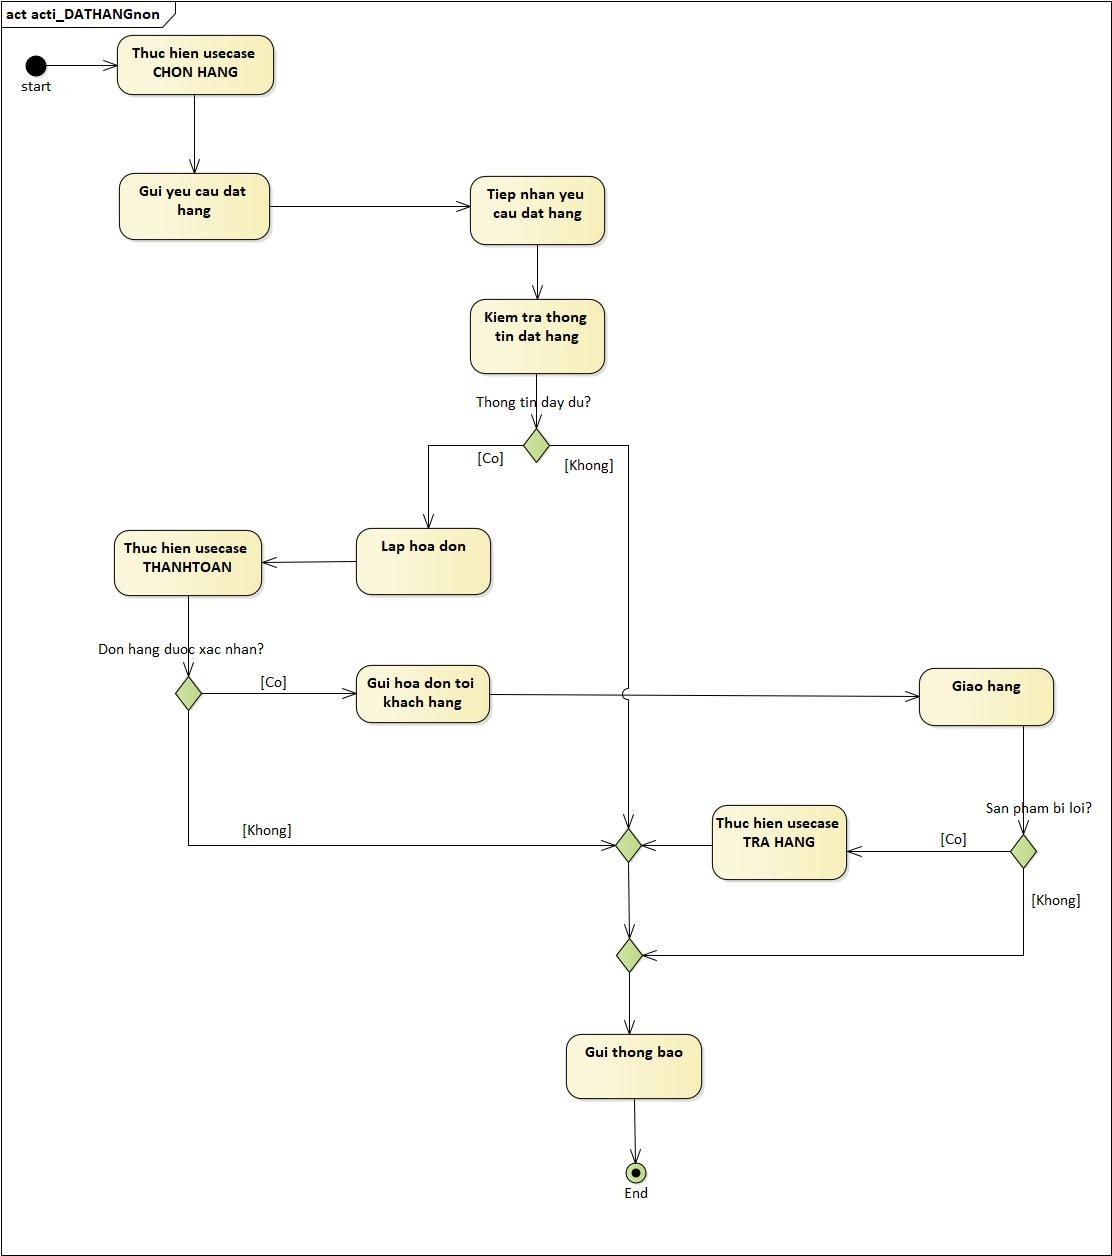 act acti_DATHANGnon
Thuc hien usecase
CHON HANG
start
Gui yeu cau dat
hang
Tiep nhan yeu
cau dat hang
Kiem tra thong
tin dat hang
Thong tin day du?
[Co]
[Khong]
Lap hoa don
Thuc hien usecase
THANHTOAN
Don hang duoc xac nhan?
[Co]
Gui hoa don toi
khach hang
Giao hang
San pham bi loi?
[Khong]
Thuc hien usecase
TRA HANG
[Co]
[Khong]
Gui thong bao
End